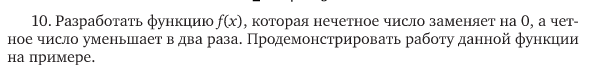 10. Разработать функцию f(x), которая нечетное число заменяет на 0, а чет-
ное число уменьшает в два раза. Продемонстрировать работу данной функции
на примере.